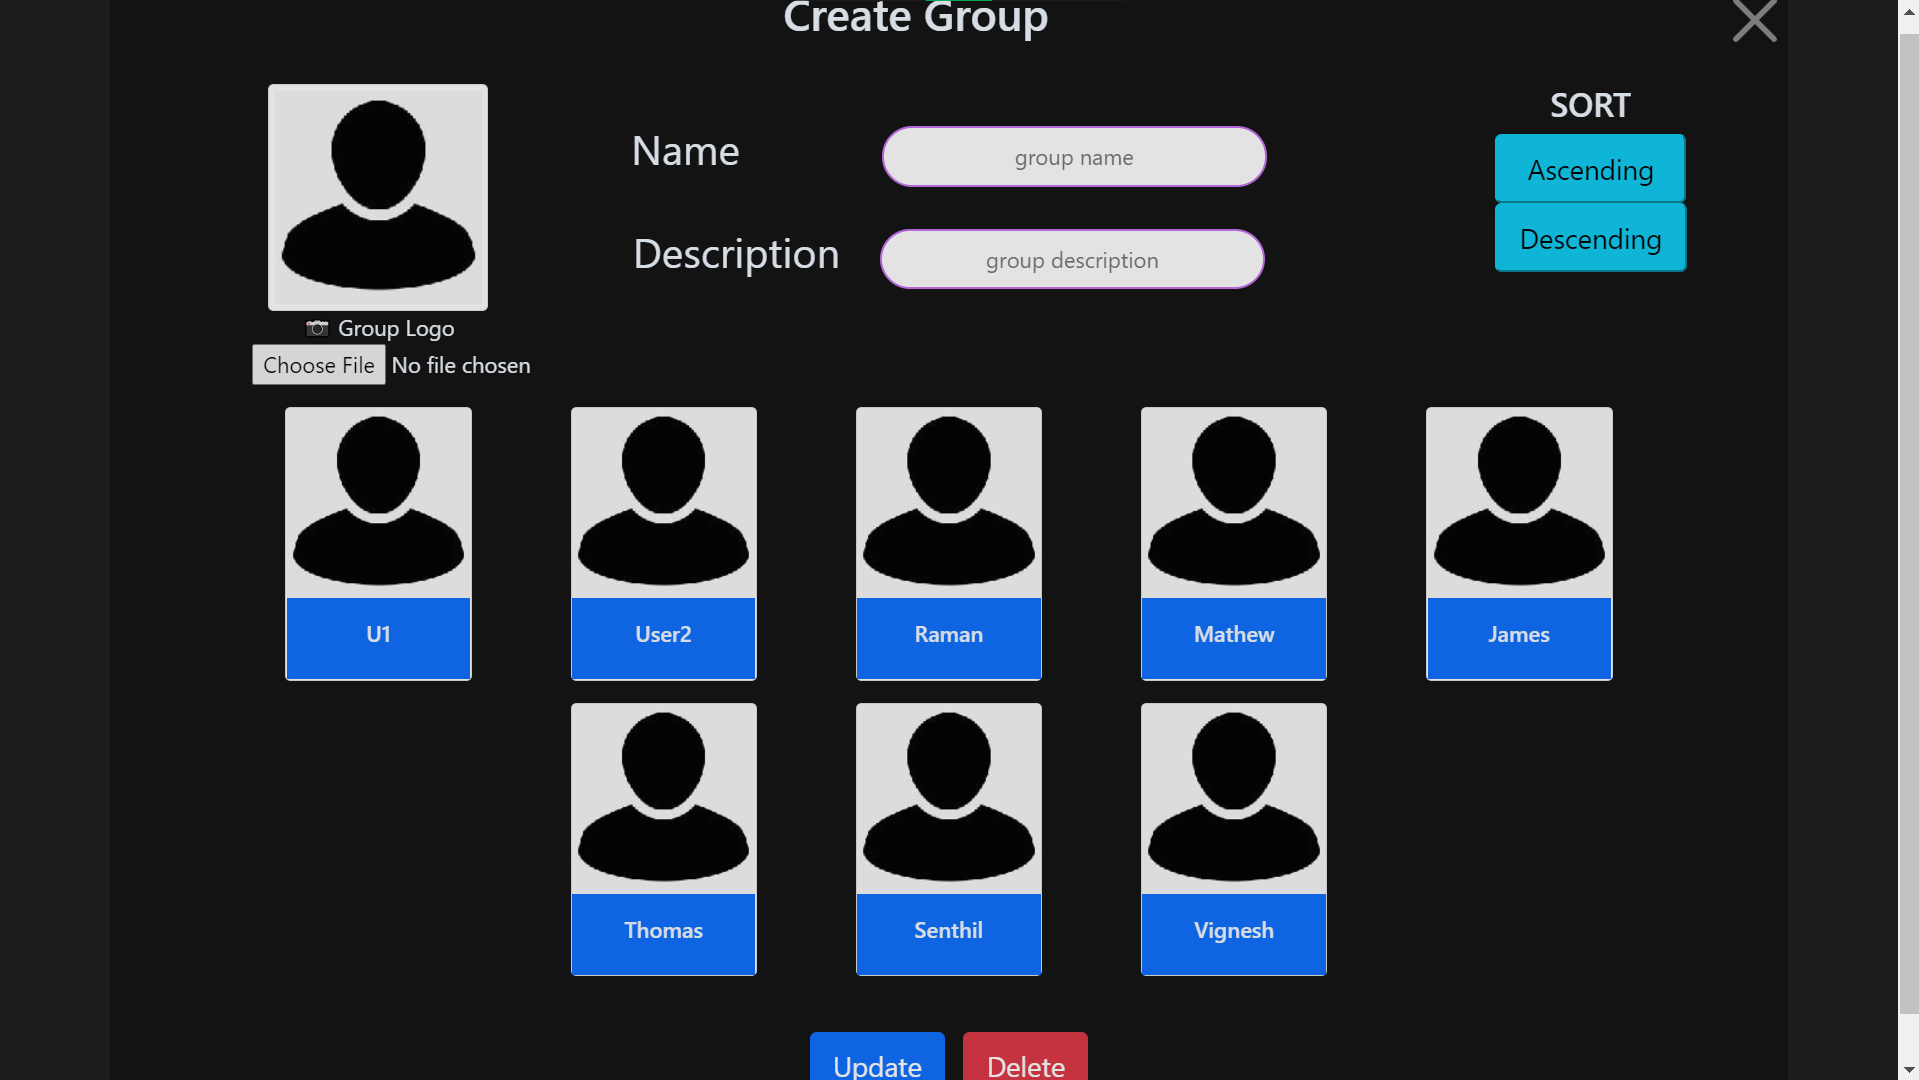 Create Group
Name
group name
Description
group description
SORT
Ascending
Descending
Group Logo
Choose File No file chosen
U1
User2
Raman
Mathew
James
Thomas
Senthil
Vignesh
Update
Delete